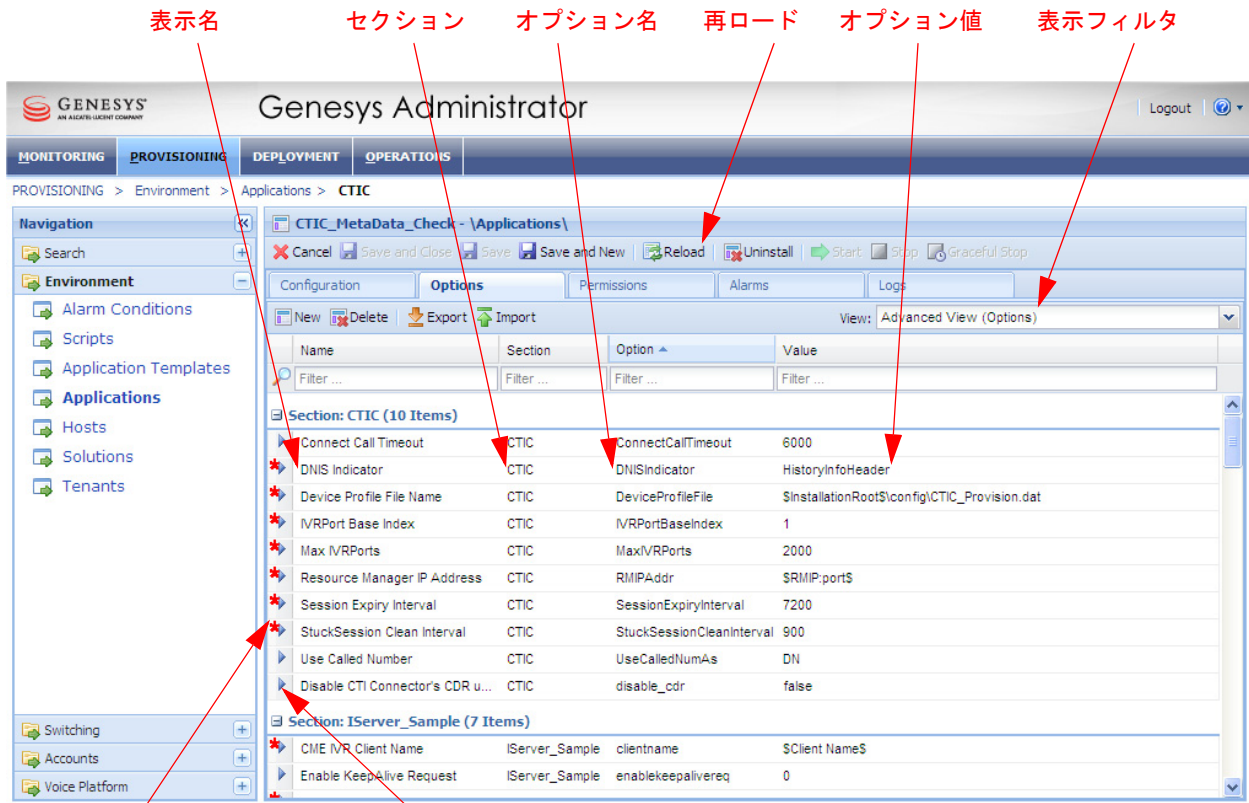 表示名 セクション オプション名 再ロード オプション値 表示フィルタ
GENESYS
AN ALCATEL-LUCENT COMPANY
Genesys Administrator
Logout
MONITORING PROVISIONING DEPLOYMENT OPERATIONS
PROVISIONING > Environment > Applications > CTIC
Navigation
Search
Environment
Alarm Conditions
Scripts
Application Templates
Applications
Hosts
Solutions
Tenants
Switching
Accounts
Voice Platform
CTIC_MetaData_Check - \Applications\
Cancel Save and Close Save Save and New Reload Uninstall Start Stop Graceful Stop
Configuration Options Permissions Alarms Logs
New Delete Export Import View: Advanced View (Options)
Name Section Option Value
Filter ... Filter ... Filter ... Filter ...
Section: CTIC (10 Items)
Connect Call Timeout CTIC ConnectCallTimeout 6000
DNIS Indicator CTIC DNISIndicator HistoryInfoHeader
Device Profile File Name CTIC DeviceProfileFile $InstallationRoot$\config\CTIC_Provision.dat
IVRPort Base Index CTIC IVRPortBaseIndex 1
Max IVRPorts CTIC MaxIVRPorts 2000
Resource Manager IP Address CTIC RMIPAddr $RMIP:port$
Session Expiry Interval CTIC SessionExpiryInterval 7200
StuckSession Clean Interval CTIC StuckSessionCleanInterval 900
Use Called Number CTIC UseCalledNumAs DN
Disable CTI Connector's CDR u... CTIC disable_cdr false
Section: IServer_Sample (7 Items)
CME IVR Client Name IServer_Sample clientname $Client Name$
Enable KeepAlive Request IServer_Sample enablekeepalivereq 0